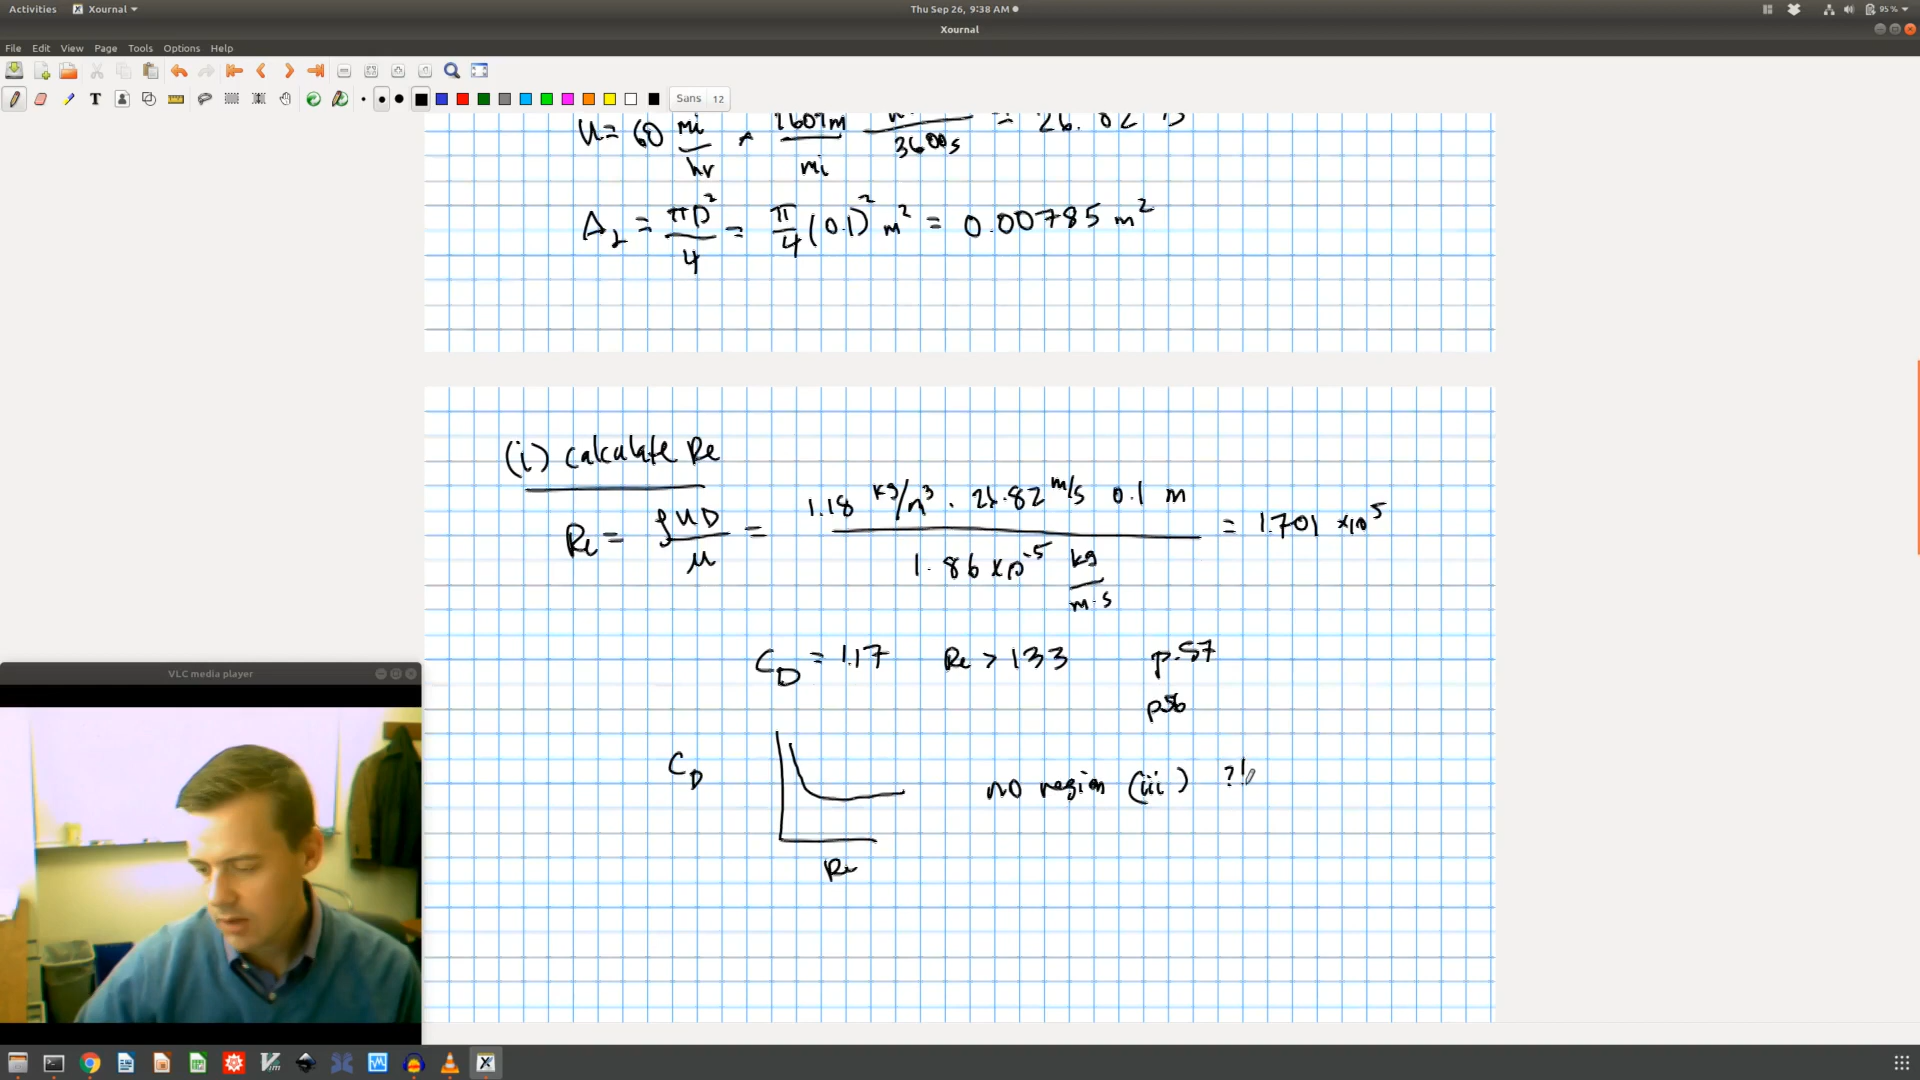 Activities Xournal Thu Sep 26, 9:38 AM 95 %
Xournal
File Edit View Page Tools Options Help
Sans 12
U = 60 mi/hr × 1609 m/mi 3600s = 26.82
A⊥ = πD²/4 = π/4 (0.1)² m² = 0.00785 m²
(i) calculate Re
Re = ρUD/μ = 1.18 kg/m³ · 26.82 m/s 0.1 m / 1.86 x10⁻⁵ kg/m·s = 1.701 x10⁵
C_D = 1.17 Re > 133 p.57
p56
VLC media player
C_D no region (iii) ?!
Re